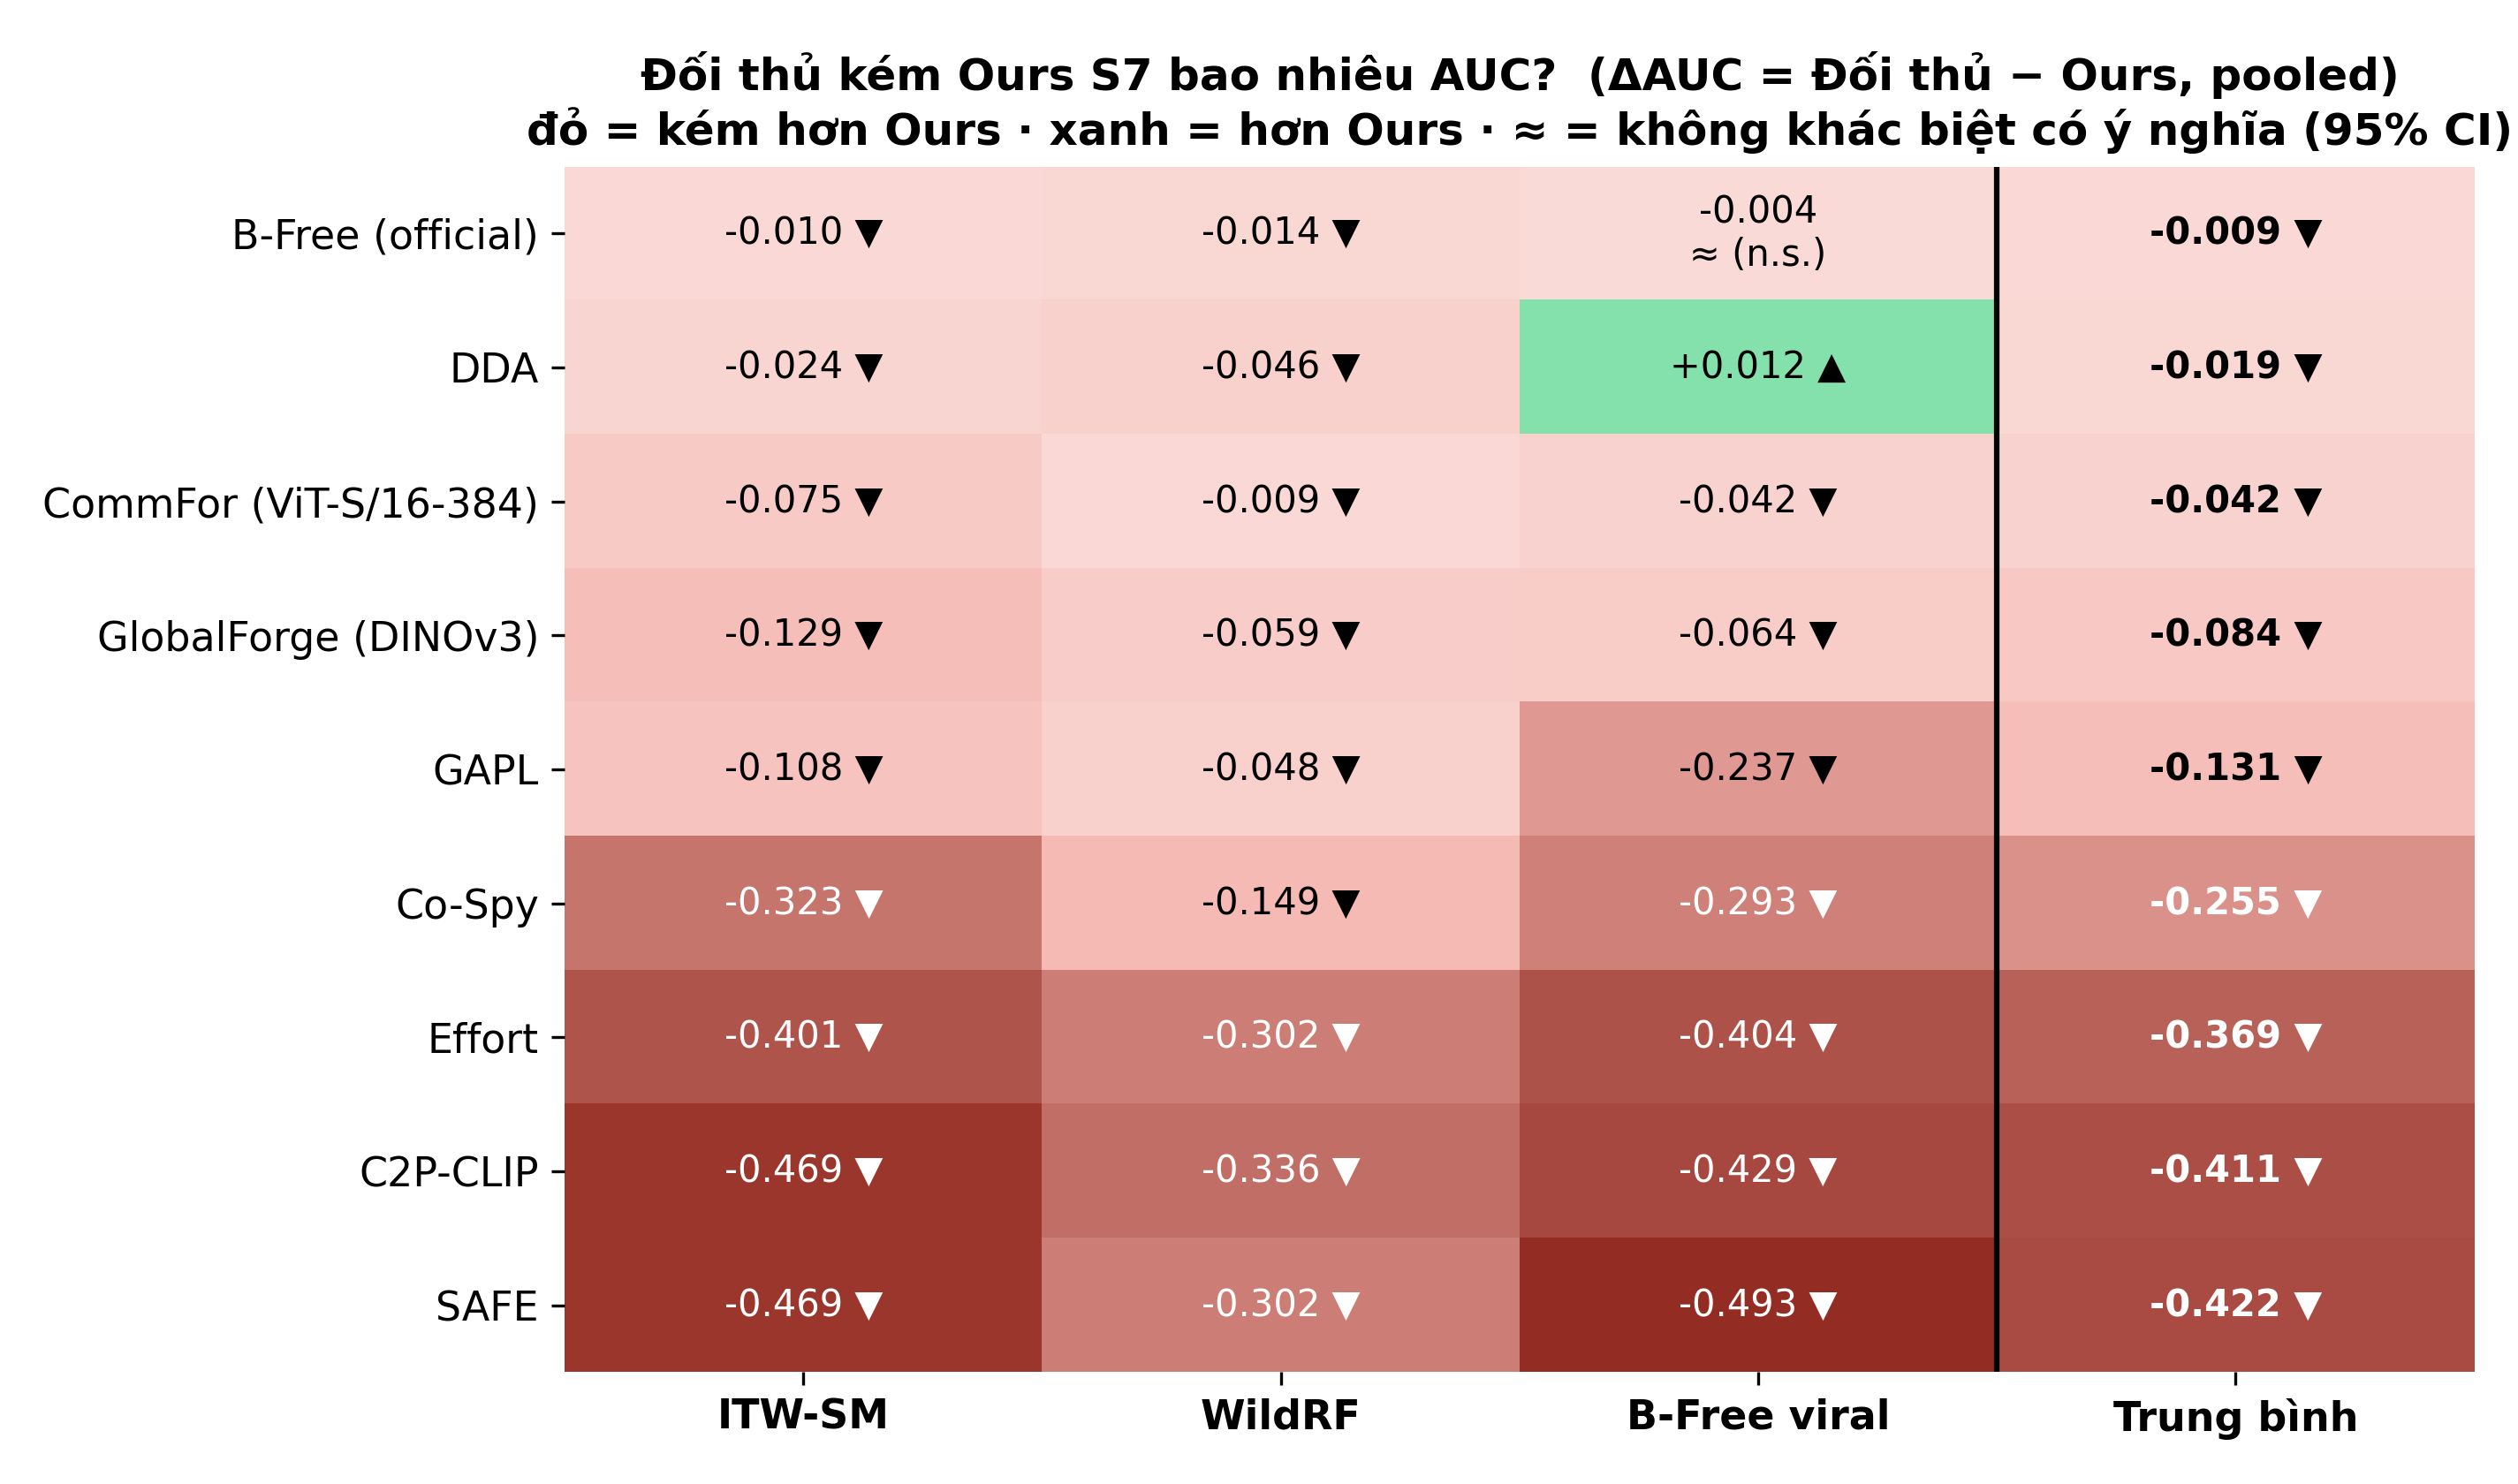 Đối thủ kém Ours S7 bao nhiêu AUC? (ΔAUC = Đối thủ − Ours, pooled)
đỏ = kém hơn Ours · xanh = hơn Ours · ≈ = không khác biệt có ý nghĩa (95% CI)
B-Free (official) -0.010 ▼ -0.014 ▼ -0.004 ≈ (n.s.) -0.009 ▼
DDA -0.024 ▼ -0.046 ▼ +0.012 ▲ -0.019 ▼
CommFor (ViT-S/16-384) -0.075 ▼ -0.009 ▼ -0.042 ▼ -0.042 ▼
GlobalForge (DINOv3) -0.129 ▼ -0.059 ▼ -0.064 ▼ -0.084 ▼
GAPL -0.108 ▼ -0.048 ▼ -0.237 ▼ -0.131 ▼
Co-Spy -0.323 ▼ -0.149 ▼ -0.293 ▼ -0.255 ▼
Effort -0.401 ▼ -0.302 ▼ -0.404 ▼ -0.369 ▼
C2P-CLIP -0.469 ▼ -0.336 ▼ -0.429 ▼ -0.411 ▼
SAFE -0.469 ▼ -0.302 ▼ -0.493 ▼ -0.422 ▼
ITW-SM WildRF B-Free viral Trung bình